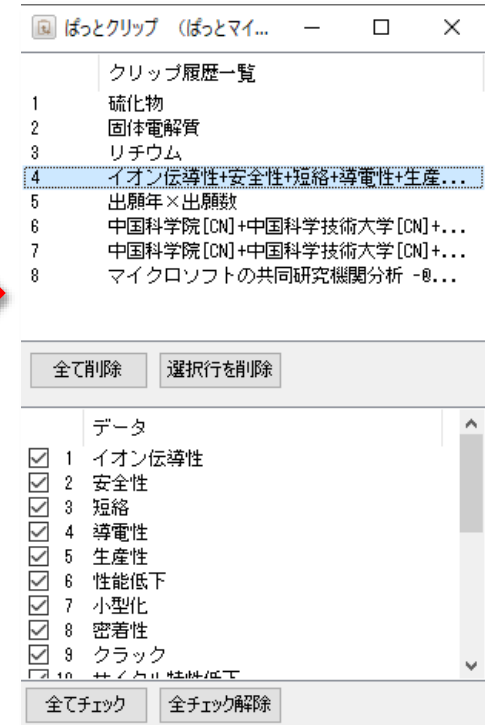 ぱっとクリップ （ぱっとマイ...
クリップ履歴一覧
1 硫化物
2 固体電解質
3 リチウム
4 イオン伝導性+安全性+短絡+導電性+生産...
5 出願年×出願数
6 中国科学院[CN]+中国科学技術大学[CN]+...
7 中国科学院[CN]+中国科学技術大学[CN]+...
8 マイクロソフトの共同研究機関分析 -@...
全て削除 選択行を削除
データ
1 イオン伝導性
2 安全性
3 短絡
4 導電性
5 生産性
6 性能低下
7 小型化
8 密着性
9 クラック
10 サイクル特性低下
全てチェック 全チェック解除